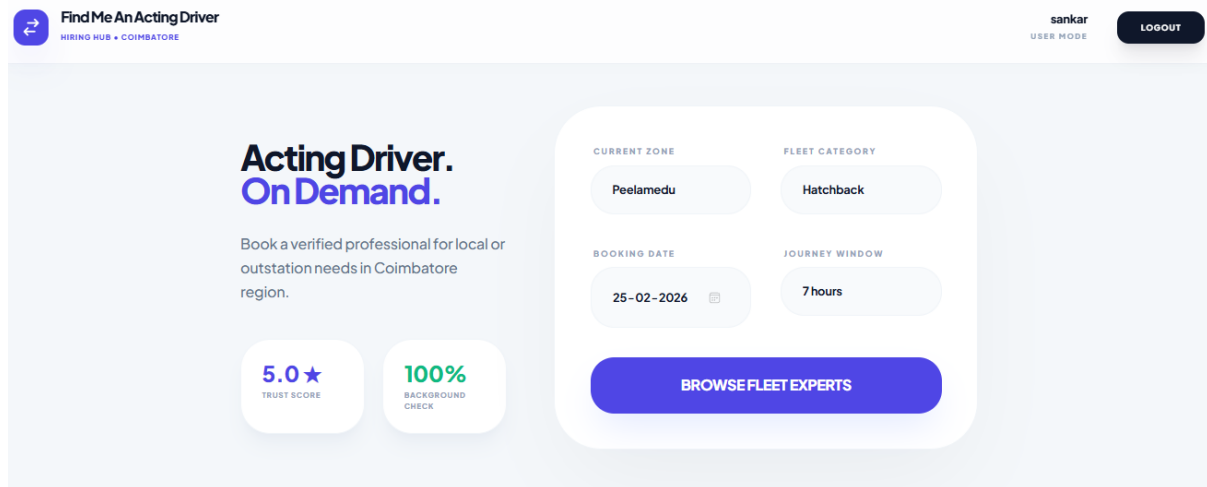 Find Me An Acting Driver
HIRING HUB • COIMBATORE
sankar
USER MODE
LOGOUT
Acting Driver.
On Demand.
Book a verified professional for local or
outstation needs in Coimbatore
region.
5.0 ★
TRUST SCORE
100%
BACKGROUND
CHECK
CURRENT ZONE
Peelamedu
FLEET CATEGORY
Hatchback
BOOKING DATE
25-02-2026
JOURNEY WINDOW
7 hours
BROWSE FLEET EXPERTS